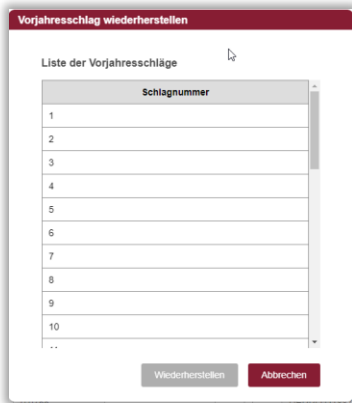 Vorjahresschlag wiederherstellen
Liste der Vorjahresschläge
Schlagnummer
1
2
3
4
5
6
7
8
9
10
Wiederherstellen Abbrechen